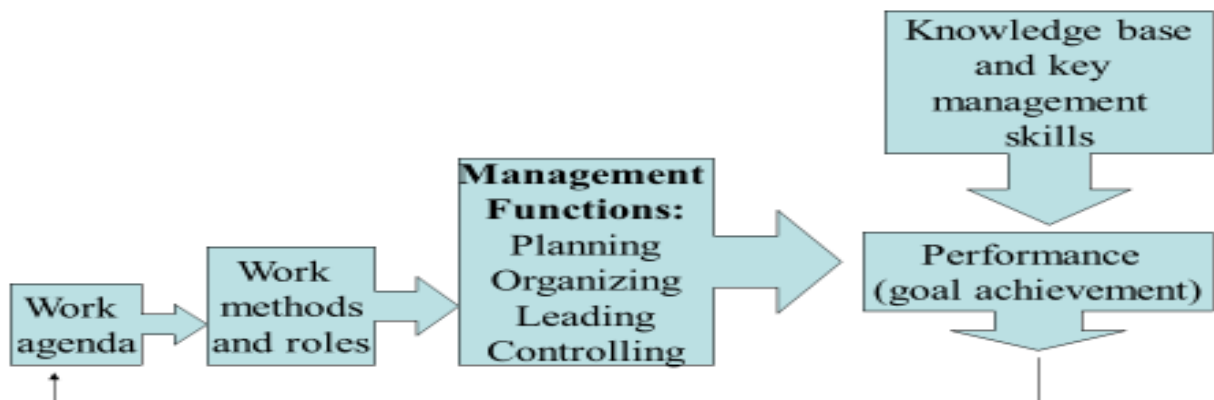 Knowledge base
and key
management
skills
Management
Functions:
Planning
Organizing
Leading
Controlling
Work
methods
and roles
Work
agenda
Performance
(goal achievement)